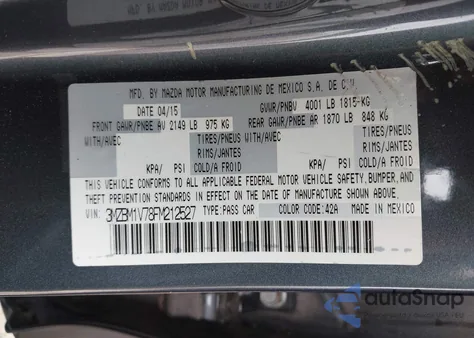 MFD. BY MAZDA MOTOR MANUFACTURING DE MEXICO S.A. DE C.V.
DATE 04/15 GVWR/PNBV 4001 LB 1815-KG
FRONT GAWR/PNBE AV 2149 LB 975 KG REAR GAWR/PNBE AR 1870 LB 848 KG
WITH/AVEC TIRES/PNEUS WITH/AVEC TIRES/PNEUS
RIMS/JANTES RIMS/JANTES
KPA/ PSI COLD/A FROID KPA/ PSI COLD/A FROID
THIS VEHICLE CONFORMS TO ALL APPLICABLE FEDERAL MOTOR VEHICLE SAFETY, BUMPER, AND
THEFT PREVENTION STANDARDS IN EFFECT ON THE DATE OF MANUFACTURE SHOWN ABOVE.
3MZBM1V78FM212527 TYPE:PASS CAR COLOR CODE:42A MADE IN MEXICO
autoSnap